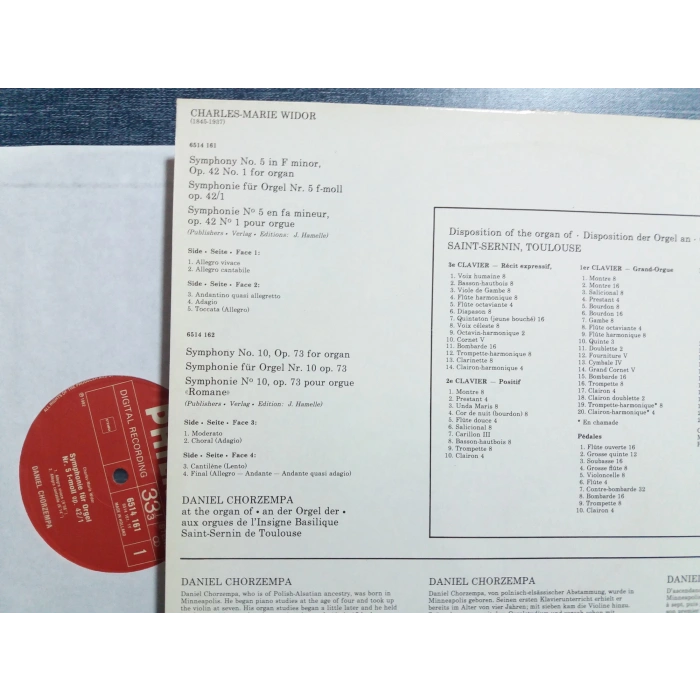 CHARLES-MARIE WIDOR
(1845-1937)
6514 161
Symphony No. 5 in F minor,
Op. 42 No. 1 for organ
Symphonie für Orgel Nr. 5 f-moll
op. 42/1
Symphonie Nº 5 en fa mineur,
op. 42 Nº 1 pour orgue
(Publishers • Verlag • Editions: J. Hamelle)
Side • Seite • Face 1:
1. Allegro vivace
2. Allegro cantabile
Side • Seite • Face 2:
3. Andantino quasi allegretto
4. Adagio
5. Toccata (Allegro)
6514 162
Symphony No. 10, Op. 73 for organ
Symphonie für Orgel Nr. 10 op. 73
Symphonie Nº 10, op. 73 pour orgue
«Romane»
(Publishers • Verlag • Edition: J. Hamelle)
Side • Seite • Face 3:
1. Moderato
2. Choral (Adagio)
Side • Seite • Face 4:
3. Cantilène (Lento)
4. Final (Allegro — Andante — Andante quasi adagio)
DANIEL CHORZEMPA
at the organ of • an der Orgel der •
aux orgues de l'Insigne Basilique
Saint-Sernin de Toulouse
Disposition of the organ of · Disposition der Orgel an ·
SAINT-SERNIN, TOULOUSE
3e CLAVIER — Récit expressif,
1. Voix humaine 8
2. Basson-hautbois 8
3. Viole de Gambe 8
4. Flûte harmonique 8
5. Flûte octaviante 4
6. Diapason 8
7. Quintaton (jeune bouché) 16
8. Voix céleste 8
9. Octavin-harmonique 2
10. Cornet V
11. Bombarde 16
12. Trompette-harmonique 8
13. Clarinette 8
14. Clairon-harmonique 4
2e CLAVIER — Positif
1. Montre 8
2. Prestant 4
3. Unda Maris 8
4. Cor de nuit (bourdon) 8
5. Flûte douce 4
6. Salicional 8
7. Carillon III
8. Basson-hautbois 8
9. Trompette 8
10. Clairon 4
1er CLAVIER — Grand-Orgue
1. Montre 8
2. Montre 16
3. Salicional 8
4. Prestant 4
5. Bourdon 8
6. Bourdon 16
7. Gambe 8
8. Flûte octaviante 4
9. Flûte harmonique 8
10. Quinte 3
11. Doublette 2
12. Fourniture V
13. Cymbale IV
14. Grand Cornet V
15. Bombarde 16
16. Trompette 8
17. Clairon 4
18. Clairon doublette 2
19. Trompette-harmonique* 8
20. Clairon-harmonique* 4
* En chamade
Pédales
1. Flûte ouverte 16
2. Grosse quinte 12
3. Soubasse 16
4. Grosse flûte 8
5. Violoncelle 8
6. Flûte 4
7. Contre-bombarde 32
8. Bombarde 16
9. Trompette 8
10. Clairon 4
DANIEL CHORZEMPA
Daniel Chorzempa, who is of Polish-Alsatian ancestry, was born in
Minneapolis. He began piano studies at the age of four and took up
the violin at seven. His organ studies began a little later and he held
DANIEL CHORZEMPA
Daniel Chorzempa, von polnisch-elsässischer Abstammung, wurde in
Minneapolis geboren. Seinen ersten Klavierunterricht erhielt er
bereits im Alter von vier Jahren; mit sieben kam die Violine hinzu.
DANIE
D'ascendan
Minneapolis
à sept, puis
DIGITAL RECORDING
33⅓
6514 161
MADE IN HOLLAND
1
Symphonie für Orgel
Nr. 5 f-moll op. 42/1
DANIEL CHORZEMPA